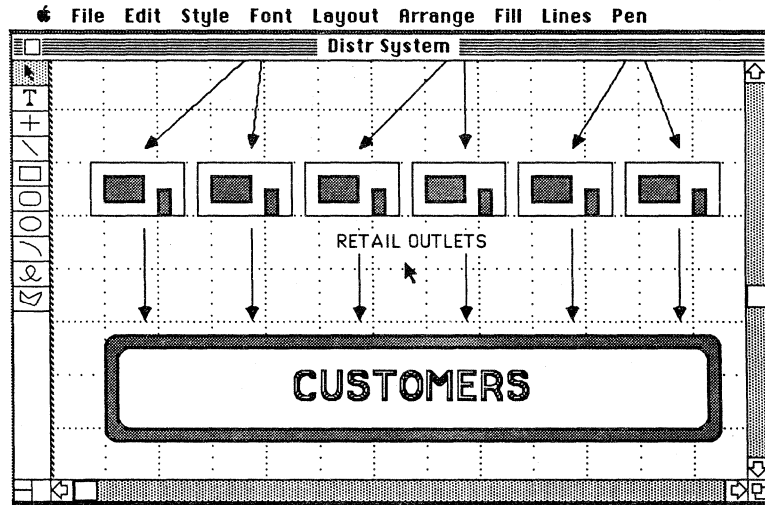 File Edit Style Font Layout Arrange Fill Lines Pen
Distr System
T
RETAIL OUTLETS
CUSTOMERS